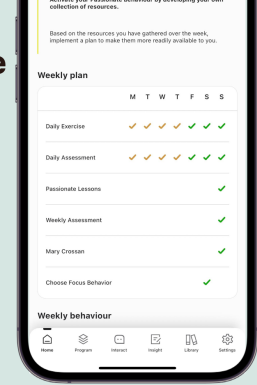 Activate your Passionate behaviour by developing your own
collection of resources.
e
Based on the resources you have gathered over the week,
implement a plan to make them more readily available to you.
Weekly plan
M T W T F S S
Daily Exercise
Daily Assessment
Passionate Lessons
Weekly Assessment
Mary Crossan
Choose Focus Behavior
Weekly behaviour
Home Program Interact Insight Library Settings